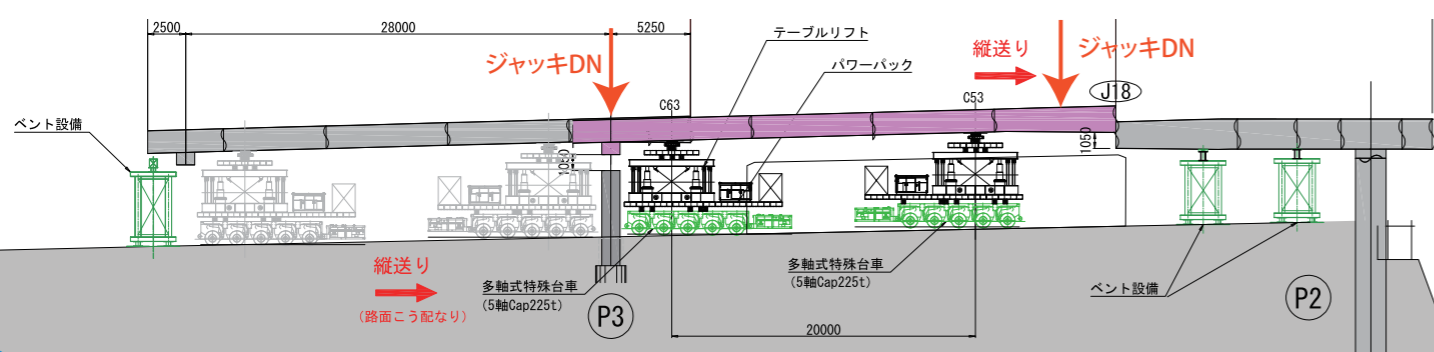 2500
28000
5250
ジャッキDN
テーブルリフト
パワーパック
縦送り
ジャッキDN
J18
C63
C53
ベント設備
1050
1050
縦送り
(路面こう配なり)
多軸式特殊台車
(5軸Cap225t)
P3
多軸式特殊台車
(5軸Cap225t)
20000
ベント設備
P2